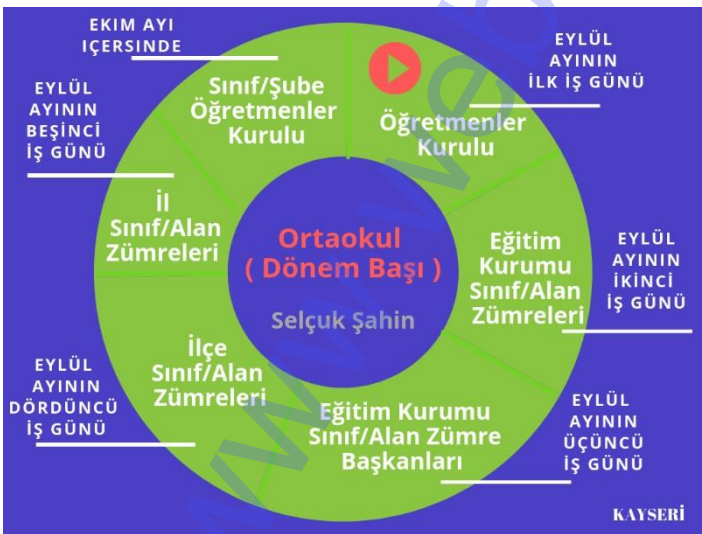 EKIM AYI
IÇERSINDE
Sınıf/Şube
Öğretmenler
Kurulu
EYLÜL
AYININ
İLK İŞ GÜNÜ
Öğretmenler
Kurulu
EYLÜL
AYININ
BEŞİNCİ
İŞ GÜNÜ
İl
Sınıf/Alan
Zümreleri
Ortaokul
( Dönem Başı )
Selçuk Şahin
Eğitim
Kurumu
Sınıf/Alan
Zümreleri
EYLÜL
AYININ
İKİNCİ
İŞ GÜNÜ
İlçe
Sınıf/Alan
Zümreleri
EYLÜL
AYININ
DÖRDÜNCÜ
İŞ GÜNÜ
Eğitim Kurumu
Sınıf/Alan Zümre
Başkanları
EYLÜL
AYININ
ÜÇÜNCÜ
İŞ GÜNÜ
KAYSERİ